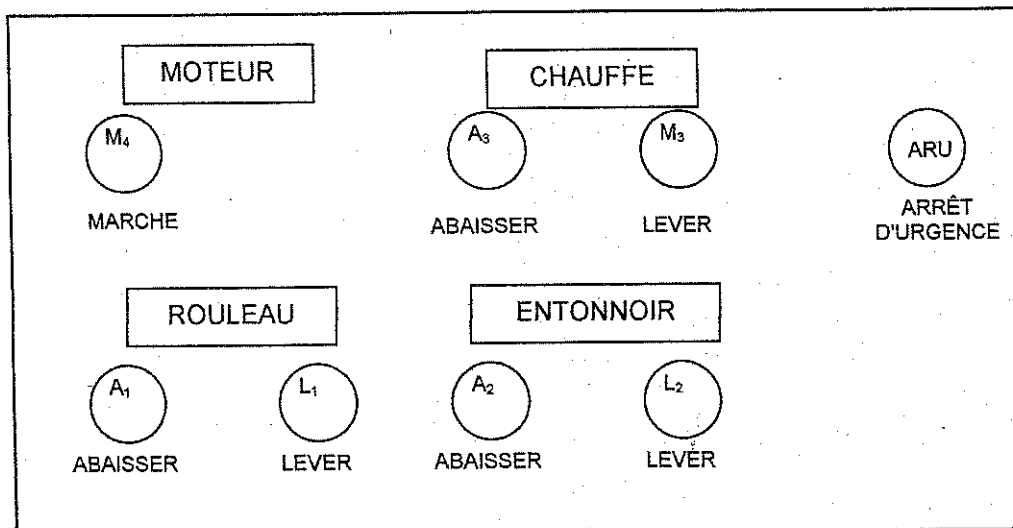 MOTEUR
CHAUFFE
M₄
A₃
M₃
ARU
MARCHE
ABAISSER
LEVER
ARRÊT
D'URGENCE
ROULEAU
ENTONNOIR
A₁
L₁
A₂
L₂
ABAISSER
LEVER
ABAISSER
LEVER